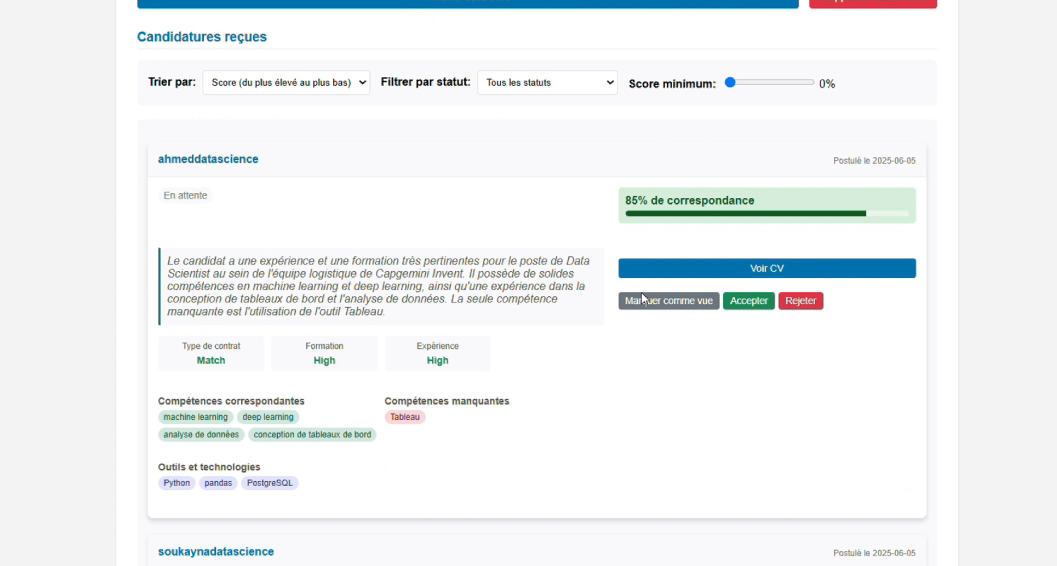 Candidatures reçues
Trier par: Score (du plus élevé au plus bas) Filtrer par statut: Tous les statuts Score minimum: 0%
ahmeddatascience Postulé le 2025-06-05
En attente
85% de correspondance
Le candidat a une expérience et une formation très pertinentes pour le poste de Data
Scientist au sein de l'équipe logistique de Capgemini Invent. Il possède de solides
compétences en machine learning et deep learning, ainsi qu'une expérience dans la
conception de tableaux de bord et l'analyse de données. La seule compétence
manquante est l'utilisation de l'outil Tableau.
Voir CV
Marquer comme vue Accepter Rejeter
Type de contrat Formation Expérience
Match High High
Compétences correspondantes Compétences manquantes
machine learning deep learning Tableau
analyse de données conception de tableaux de bord
Outils et technologies
Python pandas PostgreSQL
soukaynadatascience Postulé le 2025-06-05